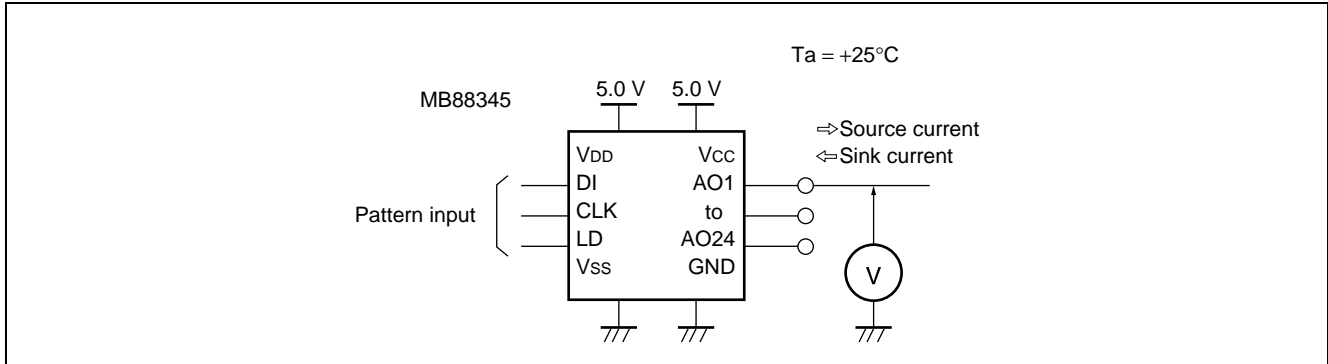 Ta = +25°C
MB88345
5.0 V 5.0 V
⇨Source current
⇦Sink current
VDD VCC
DI AO1
Pattern input
CLK to
LD AO24
VSS GND
V